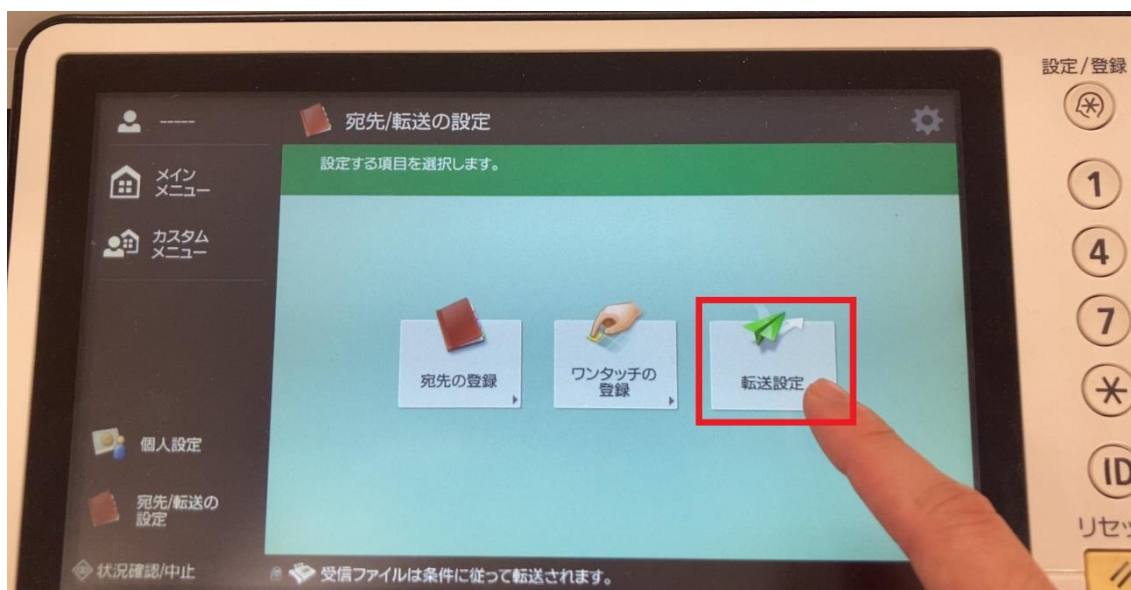 設定/登録
-----
宛先/転送の設定
メイン
メニュー
設定する項目を選択します。
1
カスタム
メニュー
4
7
宛先の登録
ワンタッチの
登録
転送設定
個人設定
ID
宛先/転送の
設定
リセッ
状況確認/中止
受信ファイルは条件に従って転送されます。